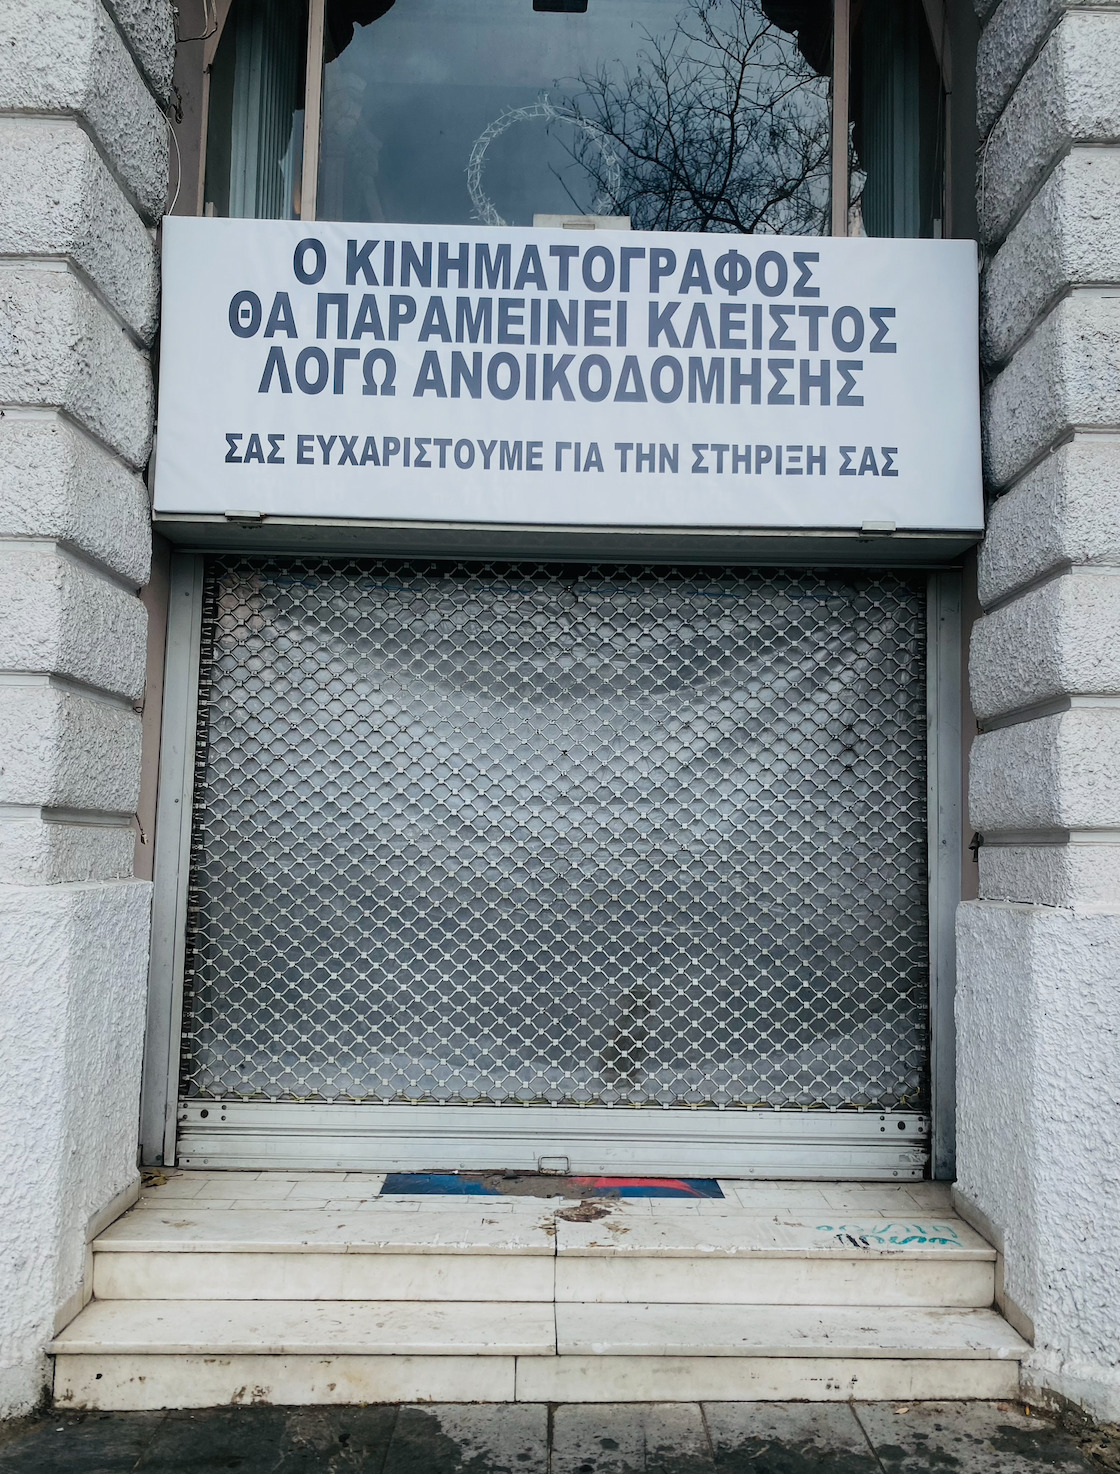 Ο ΚΙΝΗΜΑΤΟΓΡΑΦΟΣ
ΘΑ ΠΑΡΑΜΕΙΝΕΙ ΚΛΕΙΣΤΟΣ
ΛΟΓΩ ΑΝΟΙΚΟΔΟΜΗΣΗΣ
ΣΑΣ ΕΥΧΑΡΙΣΤΟΥΜΕ ΓΙΑ ΤΗΝ ΣΤΗΡΙΞΗ ΣΑΣ